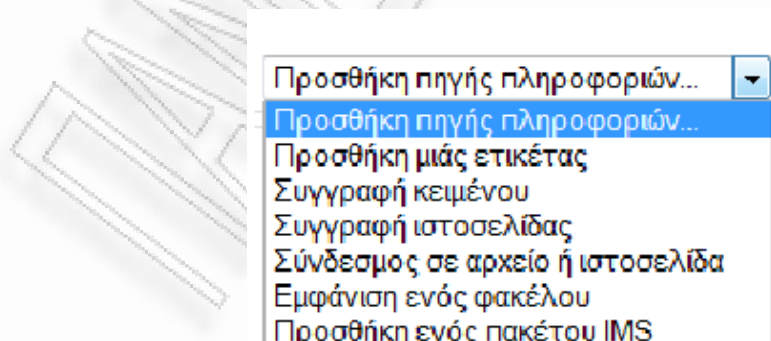 Προσθήκη πηγής πληροφοριών...
Προσθήκη πηγής πληροφοριών...
Προσθήκη μιάς ετικέτας
Συγγραφή κειμένου
Συγγραφή ιστοσελίδας
Σύνδεσμος σε αρχείο ή ιστοσελίδα
Εμφάνιση ενός φακέλου
Προσθήκη ενός πακέτου IMS